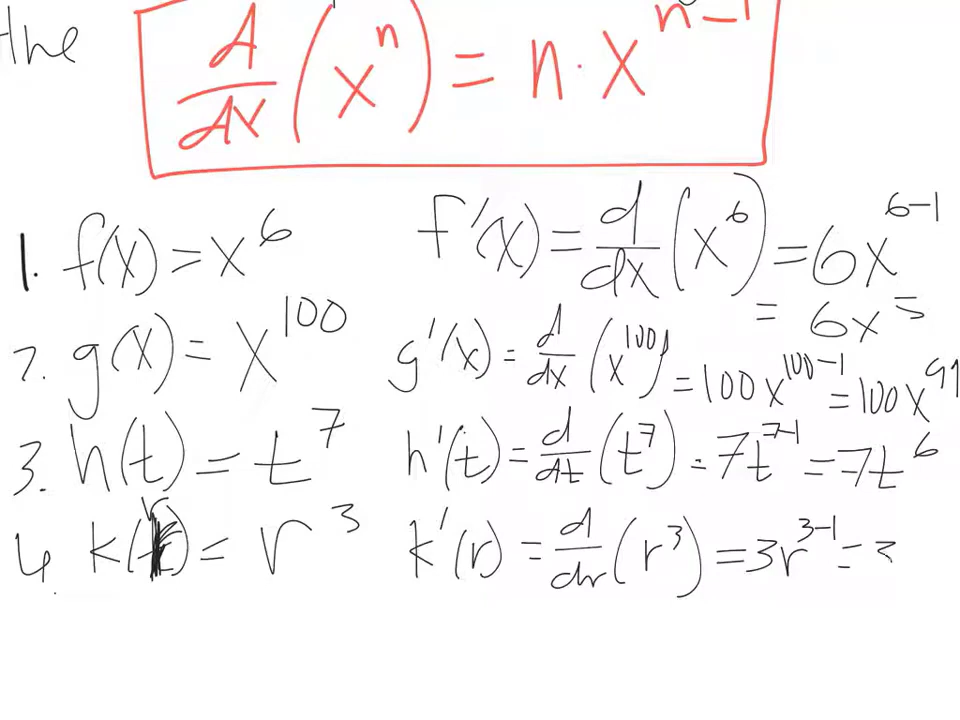 the d/dx (x^n) = n · x^(n-1)
1. f(x) = x^6 f'(x) = d/dx (x^6) = 6x^(6-1)
= 6x^5
2. g(x) = x^100 g'(x) = d/dx (x^100) = 100x^(100-1) = 100x^99
3. h(t) = t^7 h'(t) = d/dt (t^7) = 7t^(7-1) = 7t^6
4. k(r) = r^3 k'(r) = d/dr (r^3) = 3r^(3-1) = 3